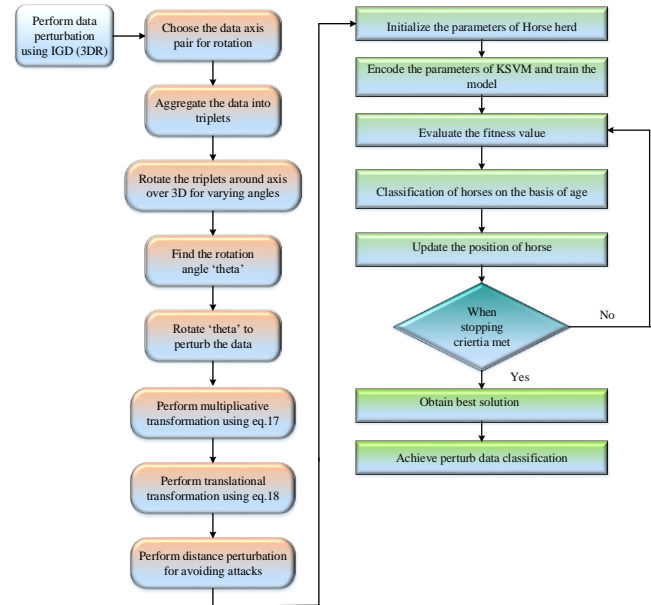 Perform data
perturbation
using IGD (3DR)
Choose the data axis
pair for rotation
Aggregate the data into
triplets
Rotate the triplets around axis
over 3D for varying angles
Find the rotation
angle ‘theta’
Rotate ‘theta’ to
perturb the data
Perform multiplicative
transformation using eq.17
Perform translational
transformation using eq.18
Perform distance perturbation
for avoiding attacks
Initialize the parameters of Horse herd
Encode the parameters of KSVM and train the
model
Evaluate the fitness value
Classification of horses on the basis of age
Update the position of horse
When
stopping
criertia met
No
Yes
Obtain best solution
Achieve perturb data classification